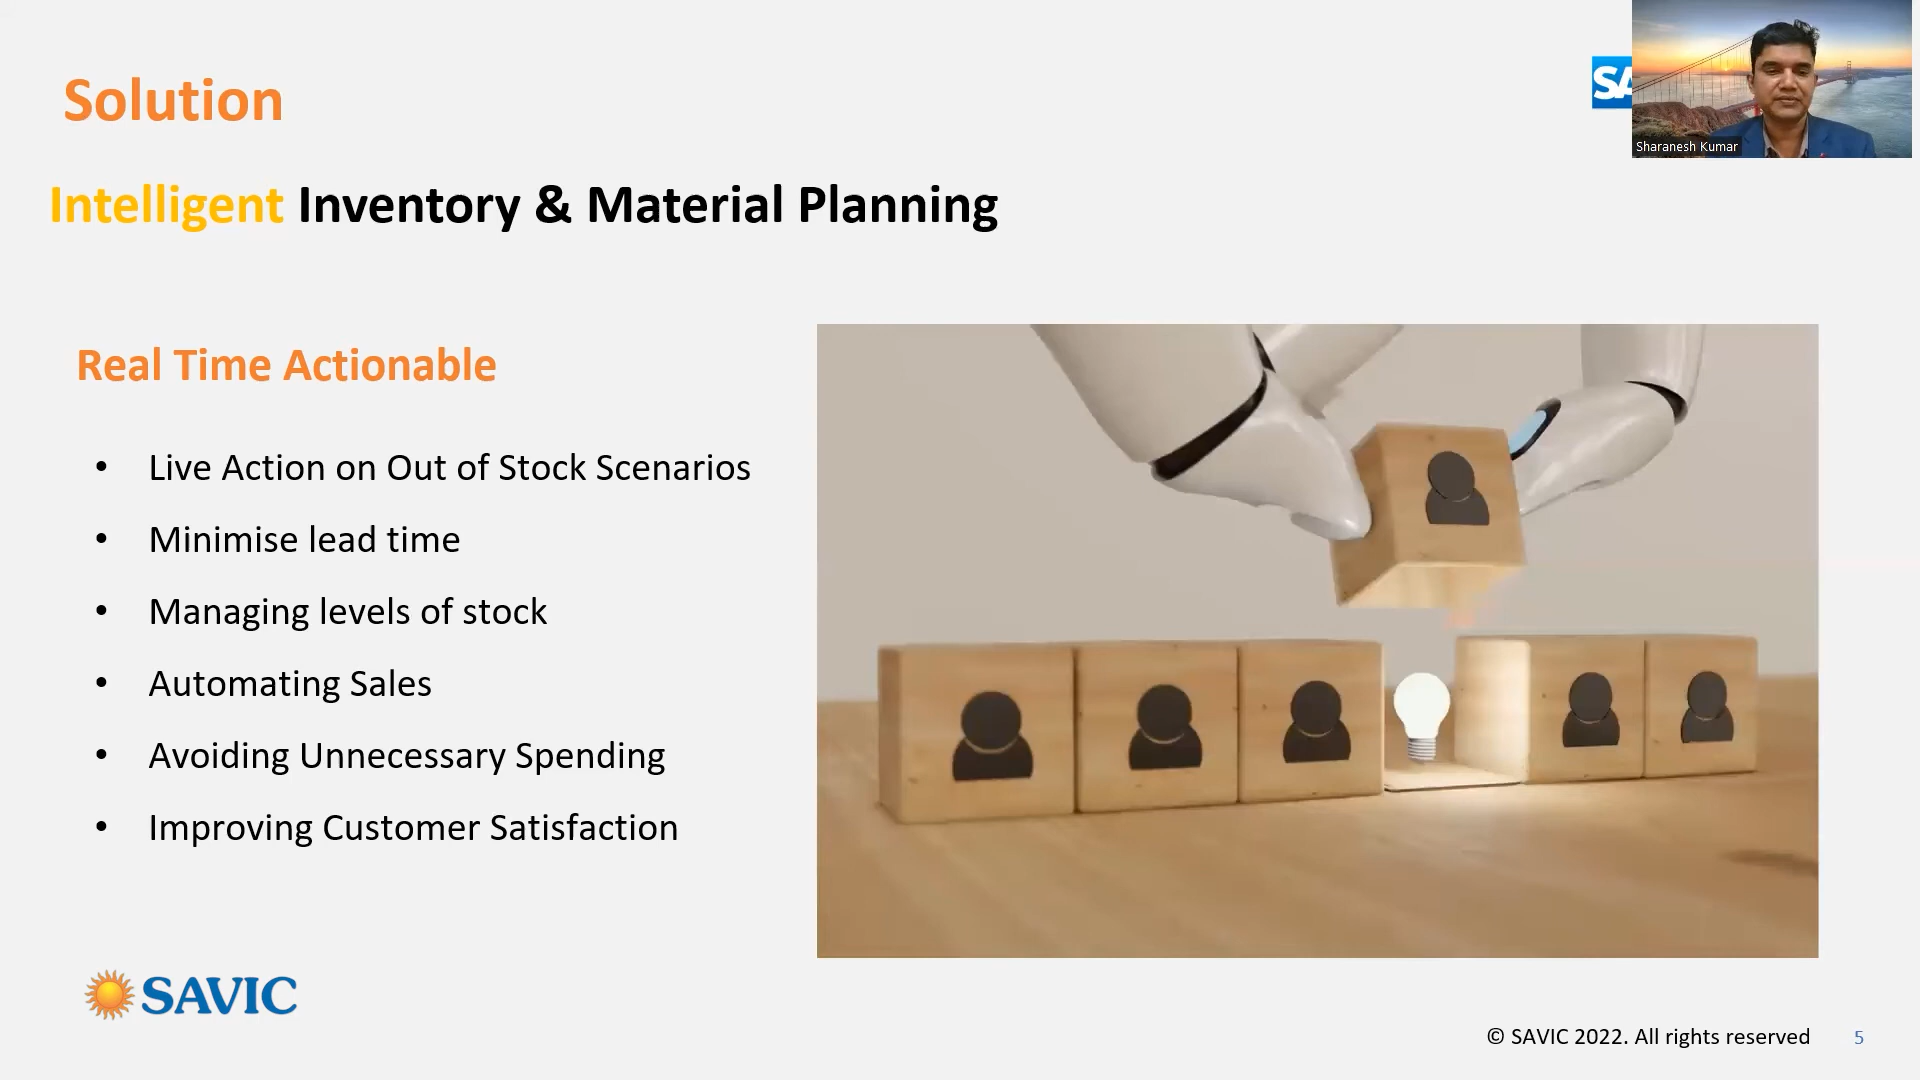 Solution
SA
Sharanesh Kumar
Intelligent Inventory & Material Planning
Real Time Actionable
• Live Action on Out of Stock Scenarios
• Minimise lead time
• Managing levels of stock
• Automating Sales
• Avoiding Unnecessary Spending
• Improving Customer Satisfaction
SAVIC
© SAVIC 2022. All rights reserved 5